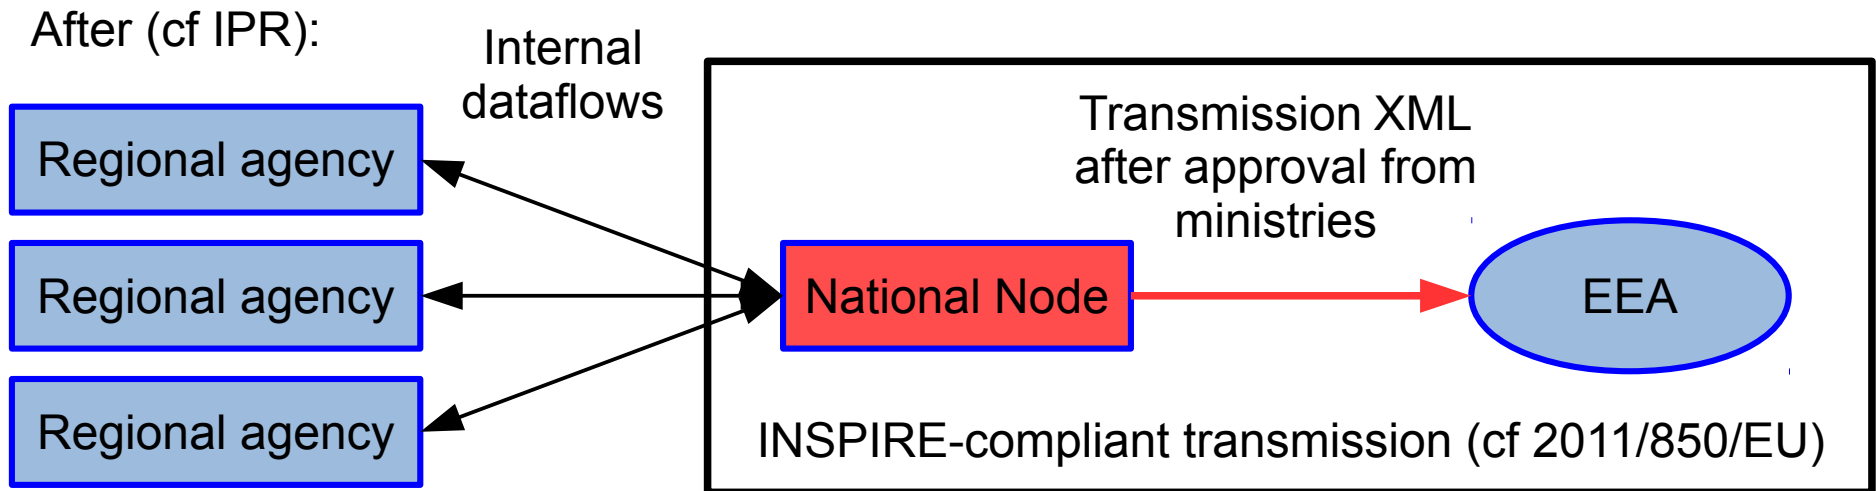 After (cf IPR):
Internal
dataflows
Regional agency
Regional agency
Regional agency
Transmission XML
after approval from
ministries
National Node
EEA
INSPIRE-compliant transmission (cf 2011/850/EU)